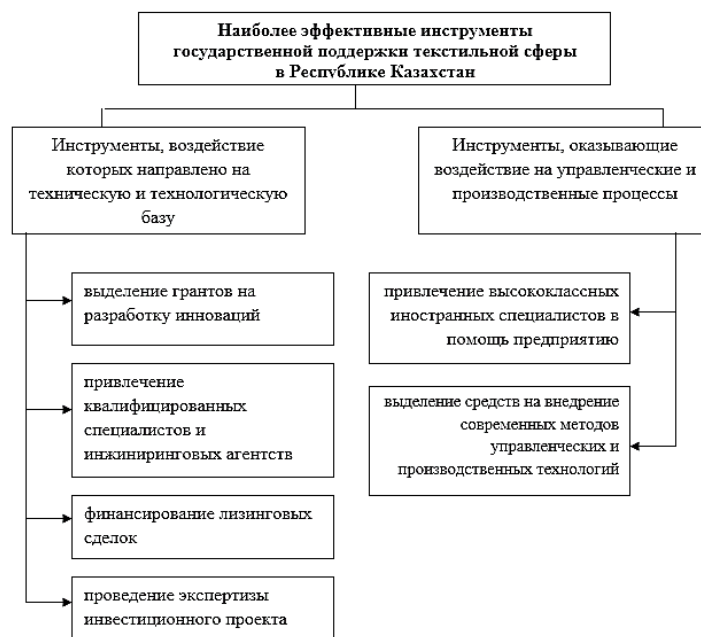 Наиболее эффективные инструменты
государственной поддержки текстильной сферы
в Республике Казахстан
Инструменты, воздействие
которых направлено на
техническую и технологическую
базу
выделение грантов на
разработку инноваций
привлечение
квалифицированных
специалистов и
инжиниринговых агентств
финансирование лизинговых
сделок
проведение экспертизы
инвестиционного проекта
Инструменты, оказывающие
воздействие на управленческие и
производственные процессы
привлечение высококлассных
иностранных специалистов в
помощь предприятию
выделение средств на внедрение
современных методов
управленческих и
производственных технологий